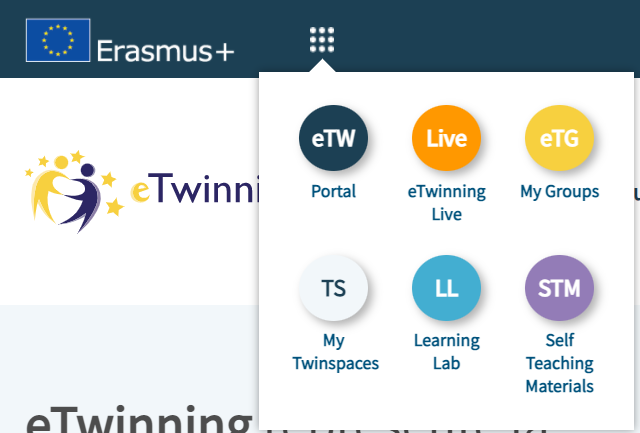 Erasmus+
eTW Live eTG
Portal eTwinning Live My Groups
eTwinni
TS LL STM
My Twinspaces Learning Lab Self Teaching Materials
eTwinning